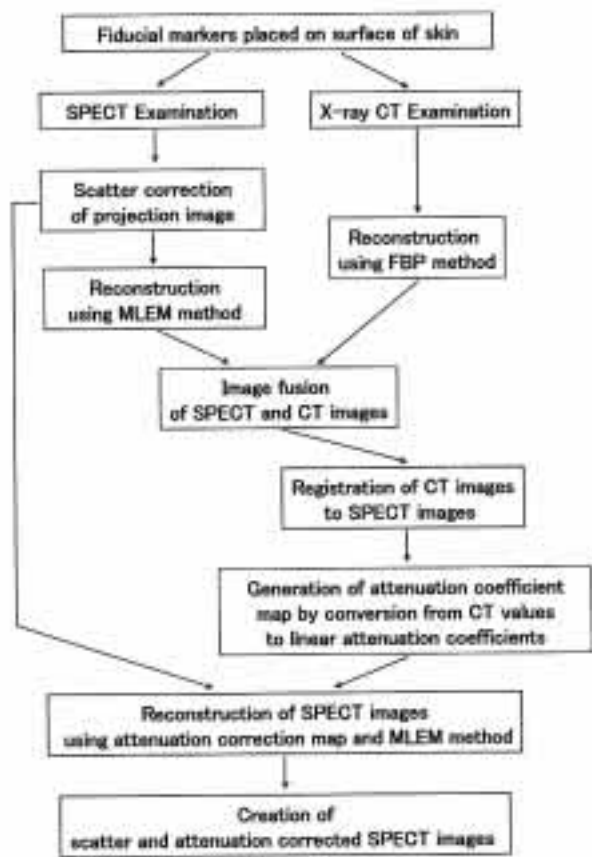 Fiducial markers placed on surface of skin
SPECT Examination
X-ray CT Examination
Scatter correction
of projection image
Reconstruction
using FBP method
Reconstruction
using MLEM method
Image fusion
of SPECT and CT images
Registration of CT images
to SPECT images
Generation of attenuation coefficient
map by conversion from CT values
to linear attenuation coefficients
Reconstruction of SPECT images
using attenuation correction map and MLEM method
Creation of
scatter and attenuation corrected SPECT images